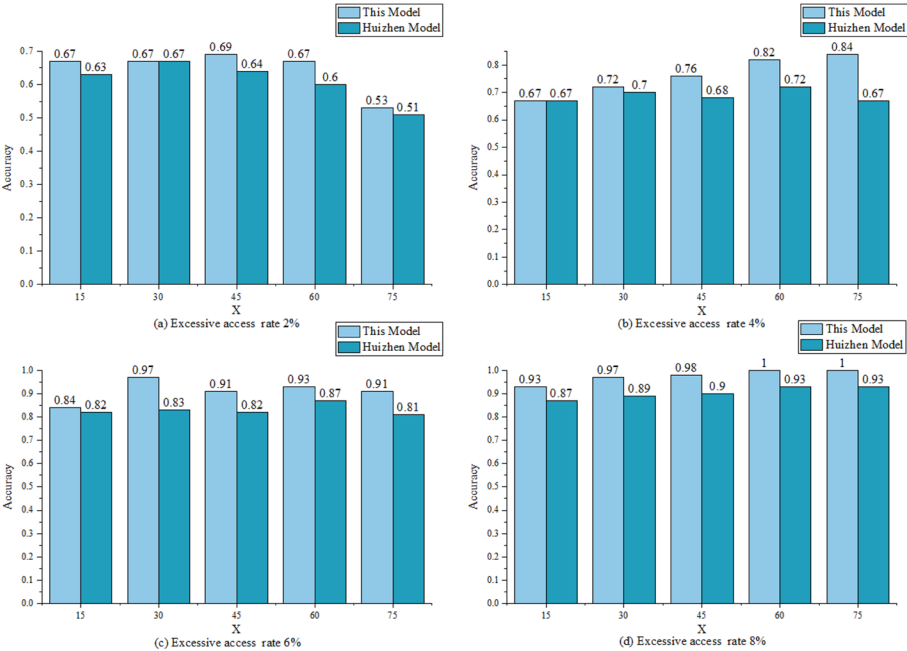 This Model
Huizhen Model
0.7
0.6
0.5
0.4
0.3
0.2
0.1
0.0
Accuracy
0.67 0.63 0.67 0.67 0.69 0.64 0.67 0.6 0.53 0.51
15 30 45 60 75
X
(a) Excessive access rate 2%
This Model
Huizhen Model
0.8
0.7
0.6
0.5
0.4
0.3
0.2
0.1
0.0
Accuracy
0.67 0.67 0.72 0.7 0.76 0.68 0.82 0.72 0.84 0.67
15 30 45 60 75
X
(b) Excessive access rate 4%
This Model
Huizhen Model
1.0
0.9
0.8
0.7
0.6
0.5
0.4
0.3
0.2
0.1
0.0
Accuracy
0.84 0.82 0.97 0.83 0.91 0.82 0.93 0.87 0.91 0.81
15 30 45 60 75
X
(c) Excessive access rate 6%
This Model
Huizhen Model
1.0
0.9
0.8
0.7
0.6
0.5
0.4
0.3
0.2
0.1
0.0
Accuracy
0.93 0.87 0.97 0.89 0.98 0.9 1 0.93 1 0.93
15 30 45 60 75
X
(d) Excessive access rate 8%